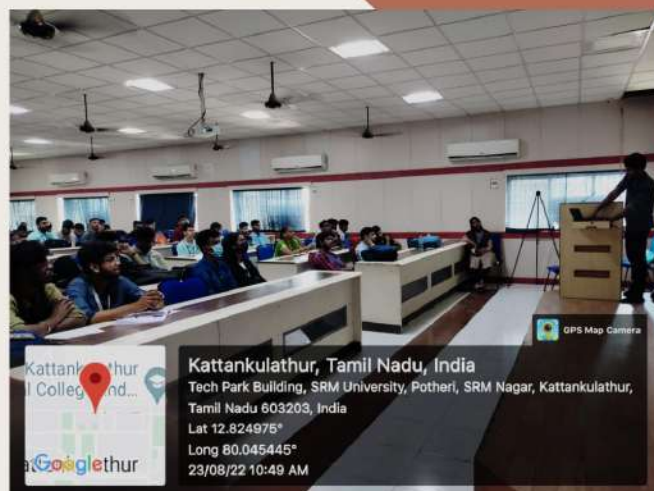 GPS Map Camera
Kattankulathur, Tamil Nadu, India
Tech Park Building, SRM University, Potheri, SRM Nagar, Kattankulathur,
Tamil Nadu 603203, India
Lat 12.824975°
Long 80.045445°
23/08/22 10:49 AM
Google
thur